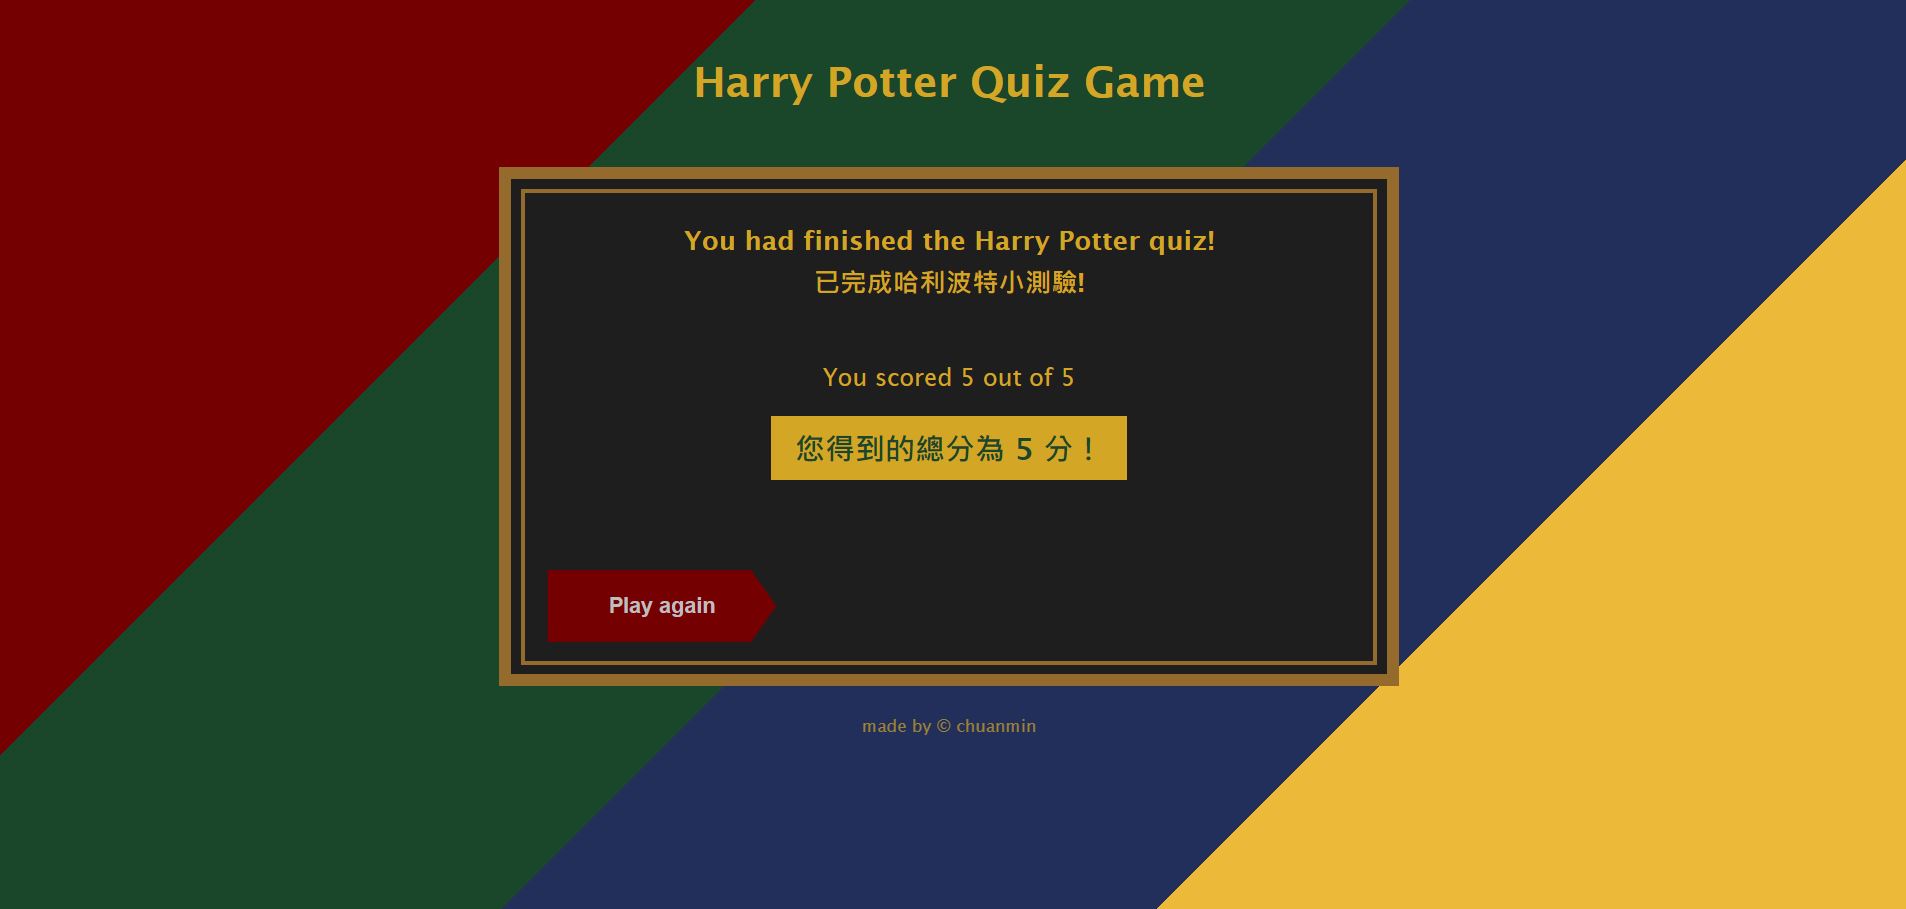 Harry Potter Quiz Game
You had finished the Harry Potter quiz!
已完成哈利波特小測驗!
You scored 5 out of 5
您得到的總分為 5 分！
Play again
made by © chuanmin